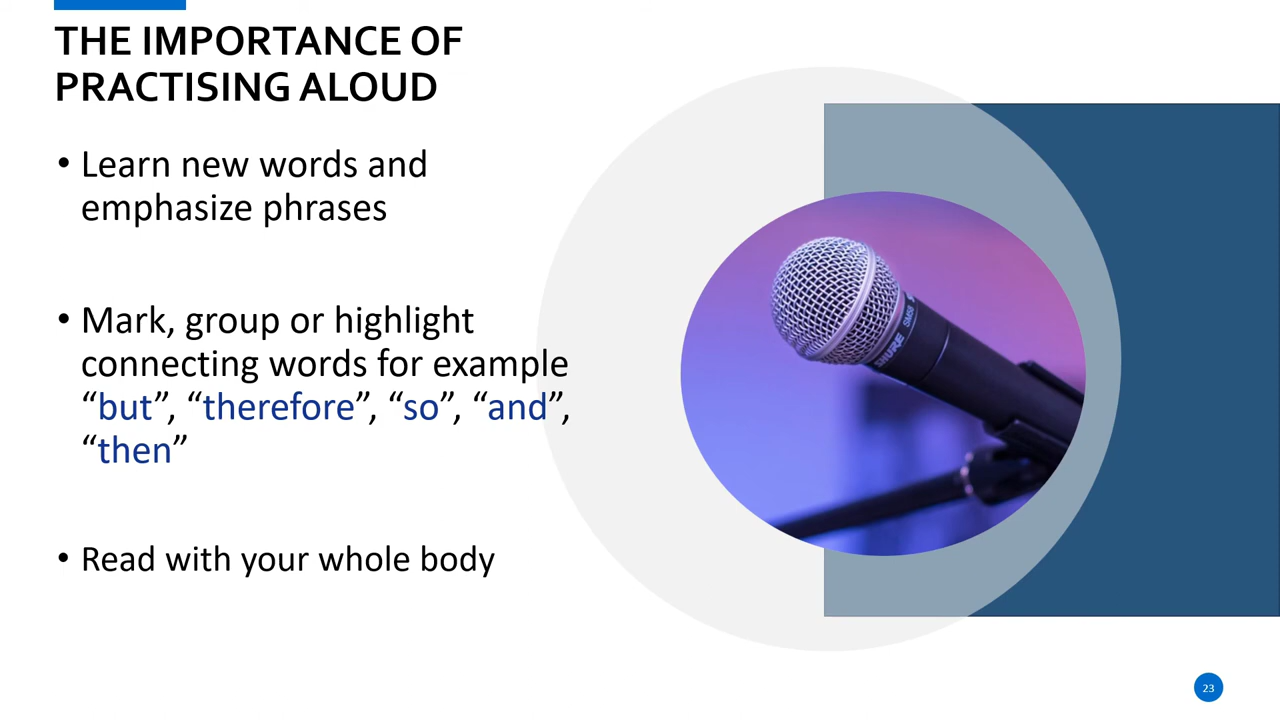 THE IMPORTANCE OF
PRACTISING ALOUD
• Learn new words and
emphasize phrases
• Mark, group or highlight
connecting words for example
“but”, “therefore”, “so”, “and”,
“then”
• Read with your whole body
SHURE
23